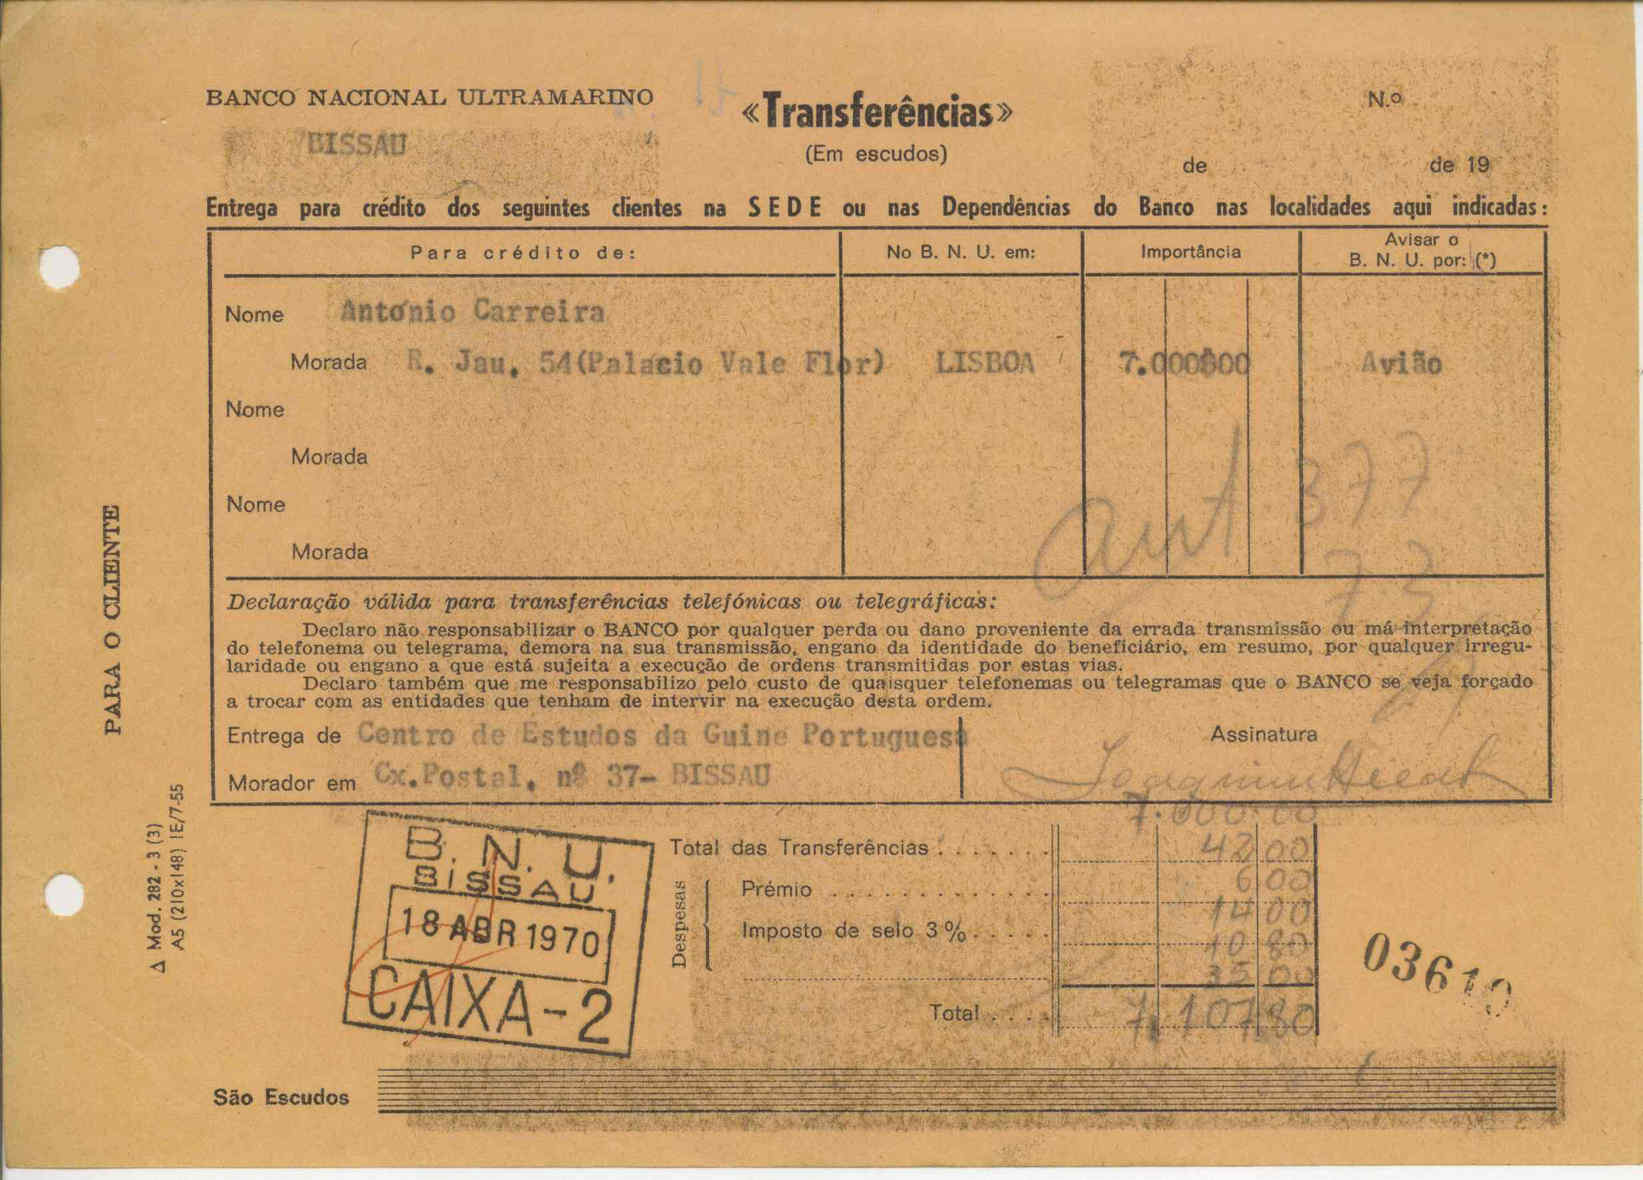 BANCO NACIONAL ULTRAMARINO
BISSAU
«Transferências»
(Em escudos)
N.º
de de 19
Entrega para crédito dos seguintes clientes na SEDE ou nas Dependências do Banco nas localidades aqui indicadas:
Para crédito de: No B. N. U. em: Importância Avisar o B. N. U. por: (*)
Nome António Carreira
Morada R. Jau, 54(Palacio Vale Flor) LISBOA 7.000$00 Avião
Nome
Morada
Nome
Morada
aut 377
73
Declaração válida para transferências telefónicas ou telegráficas:
Declaro não responsabilizar o BANCO por qualquer perda ou dano proveniente da errada transmissão ou má interpretação
do telefonema ou telegrama, demora na sua transmissão, engano da identidade do beneficiário, em resumo, por qualquer irregu-
laridade ou engano a que está sujeita a execução de ordens transmitidas por estas vias.
Declaro também que me responsabilizo pelo custo de quaisquer telefonemas ou telegramas que o BANCO se veja forçado
a trocar com as entidades que tenham de intervir na execução desta ordem.
Entrega de Centro de Estudos da Guine Portuguesa
Morador em Cx.Postal, nº 37- BISSAU
Assinatura
7.000.00
Total das Transferências . . . . . . . 42 00
6 00
Despesas
Prémio . . . . . . . . . . . . 14 00
Imposto de selo 3% . . . . . 10 80
35 00
Total . . . . 7.107,80
B. N. U.
BISSAU
18 ABR 1970
CAIXA-2
São Escudos
PARA O CLIENTE
Δ Mod. 282 - 3 (3)
A5 (210x148) IE/7-55